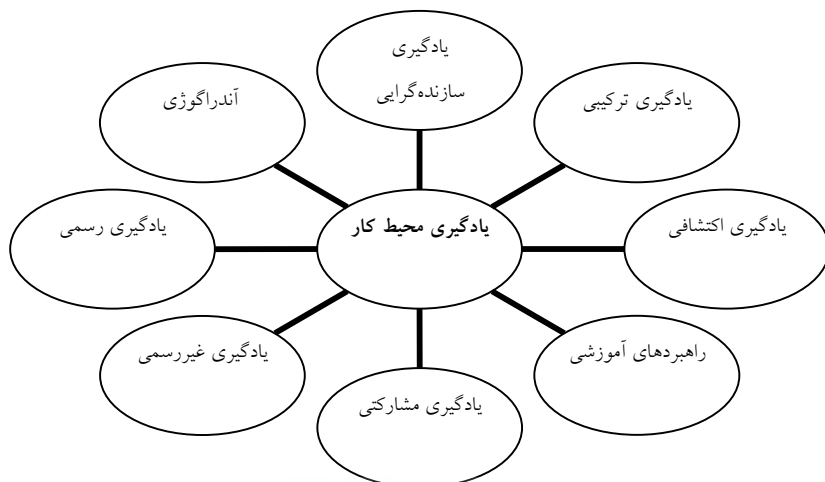 یادگیری
سازنده‌گرایی
یادگیری ترکیبی
آندراگوژی
یادگیری اکتشافی
یادگیری محیط کار
یادگیری رسمی
راهبردهای آموزشی
یادگیری غیررسمی
یادگیری مشارکتی